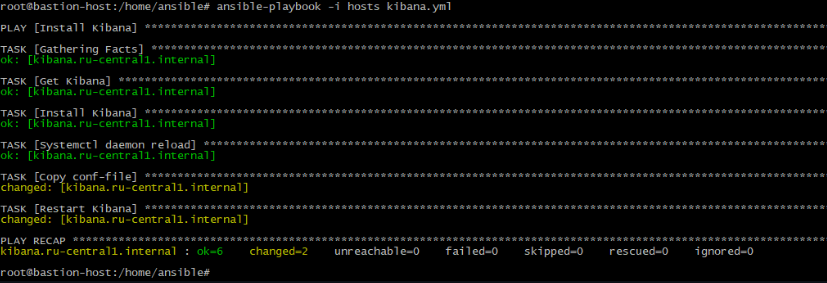 root@bastion-host:/home/ansible# ansible-playbook -i hosts kibana.yml
PLAY [Install Kibana] ****************************************************************************************************
TASK [Gathering Facts] ***************************************************************************************************
ok: [kibana.ru-central1.internal]
TASK [Get Kibana] ********************************************************************************************************
ok: [kibana.ru-central1.internal]
TASK [Install Kibana] ****************************************************************************************************
ok: [kibana.ru-central1.internal]
TASK [Systemctl daemon reload] *******************************************************************************************
ok: [kibana.ru-central1.internal]
TASK [Copy conf-file] ****************************************************************************************************
changed: [kibana.ru-central1.internal]
TASK [Restart Kibana] ****************************************************************************************************
changed: [kibana.ru-central1.internal]
PLAY RECAP ***************************************************************************************************************
kibana.ru-central1.internal : ok=6    changed=2    unreachable=0    failed=0    skipped=0    rescued=0    ignored=0
root@bastion-host:/home/ansible#